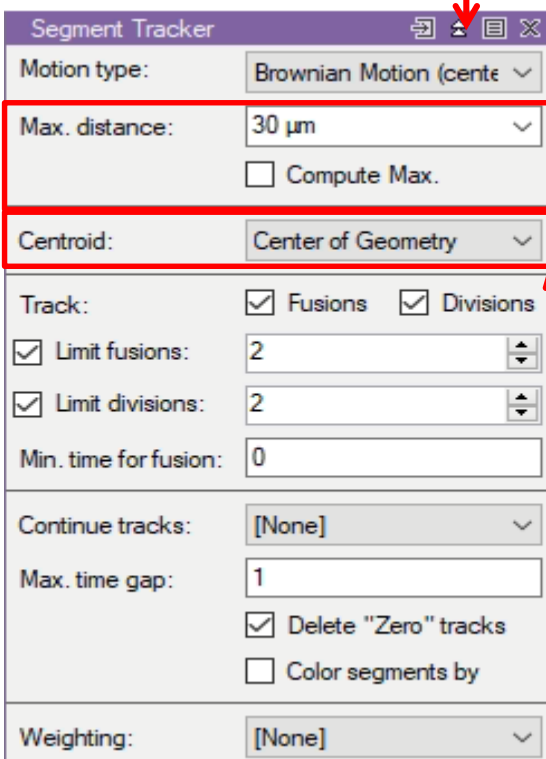 Segment Tracker
Motion type: Brownian Motion (cente
Max. distance: 30 µm
Compute Max.
Centroid: Center of Geometry
Track: Fusions Divisions
Limit fusions: 2
Limit divisions: 2
Min. time for fusion: 0
Continue tracks: [None]
Max. time gap: 1
Delete "Zero" tracks
Color segments by
Weighting: [None]